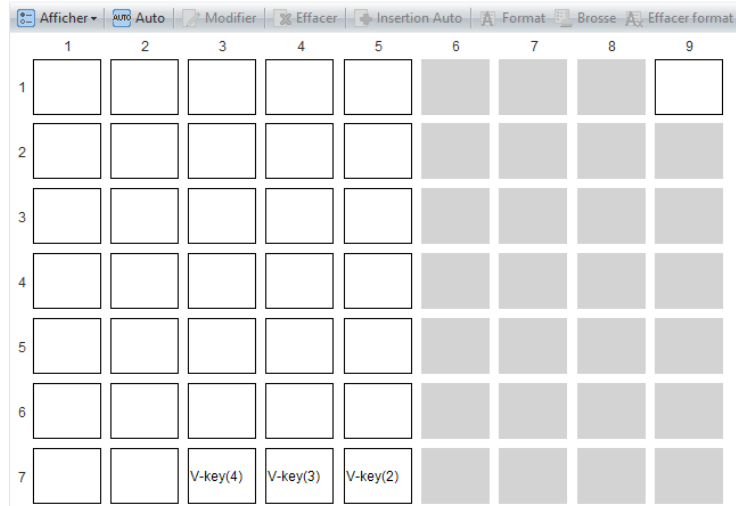 Afficher Auto Modifier Effacer Insertion Auto Format Brosse Effacer format
1 2 3 4 5 6 7 8 9
1
2
3
4
5
6
7 V-key(4) V-key(3) V-key(2)